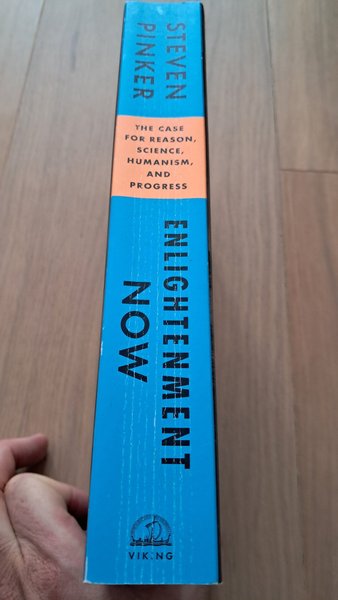 STEVEN
PINKER
THE CASE
FOR REASON,
SCIENCE,
HUMANISM,
AND
PROGRESS
ENLIGHTENMENT
NOW
VIKING